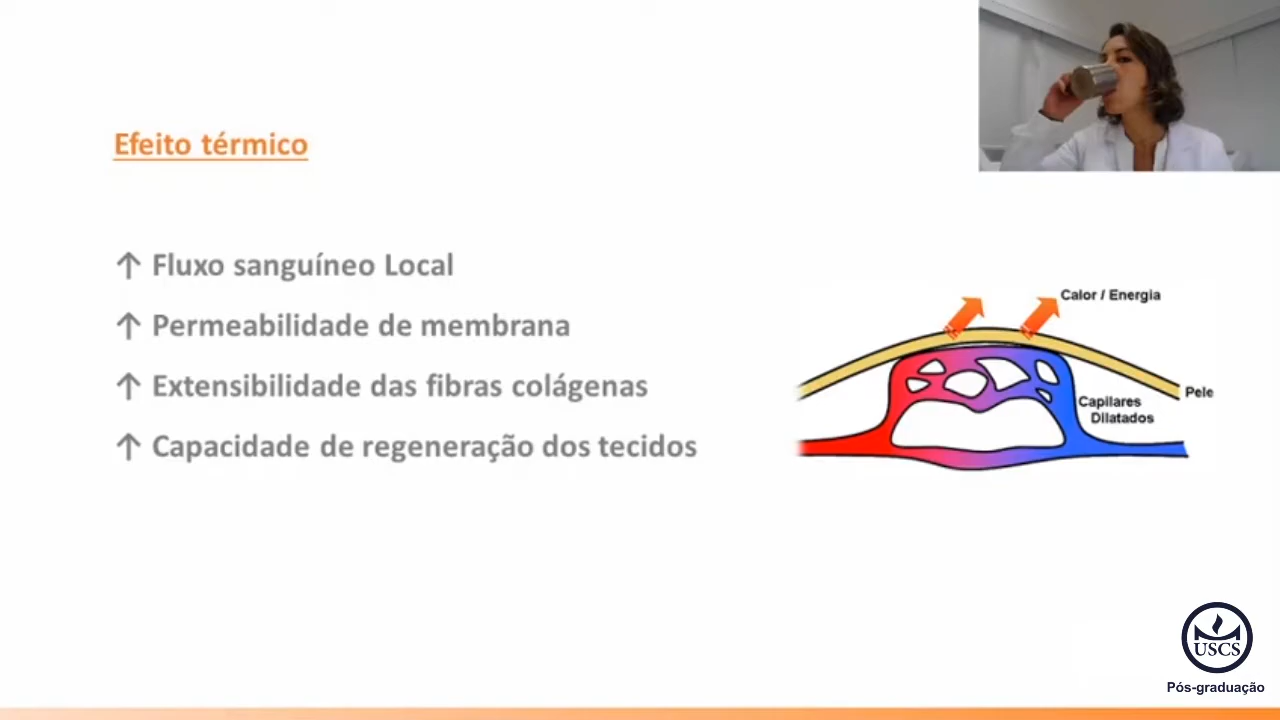 Efeito térmico
↑ Fluxo sanguíneo Local
↑ Permeabilidade de membrana
↑ Extensibilidade das fibras colágenas
↑ Capacidade de regeneração dos tecidos
Calor / Energia
Pele
Capilares
Dilatados
USCS
Pós-graduação